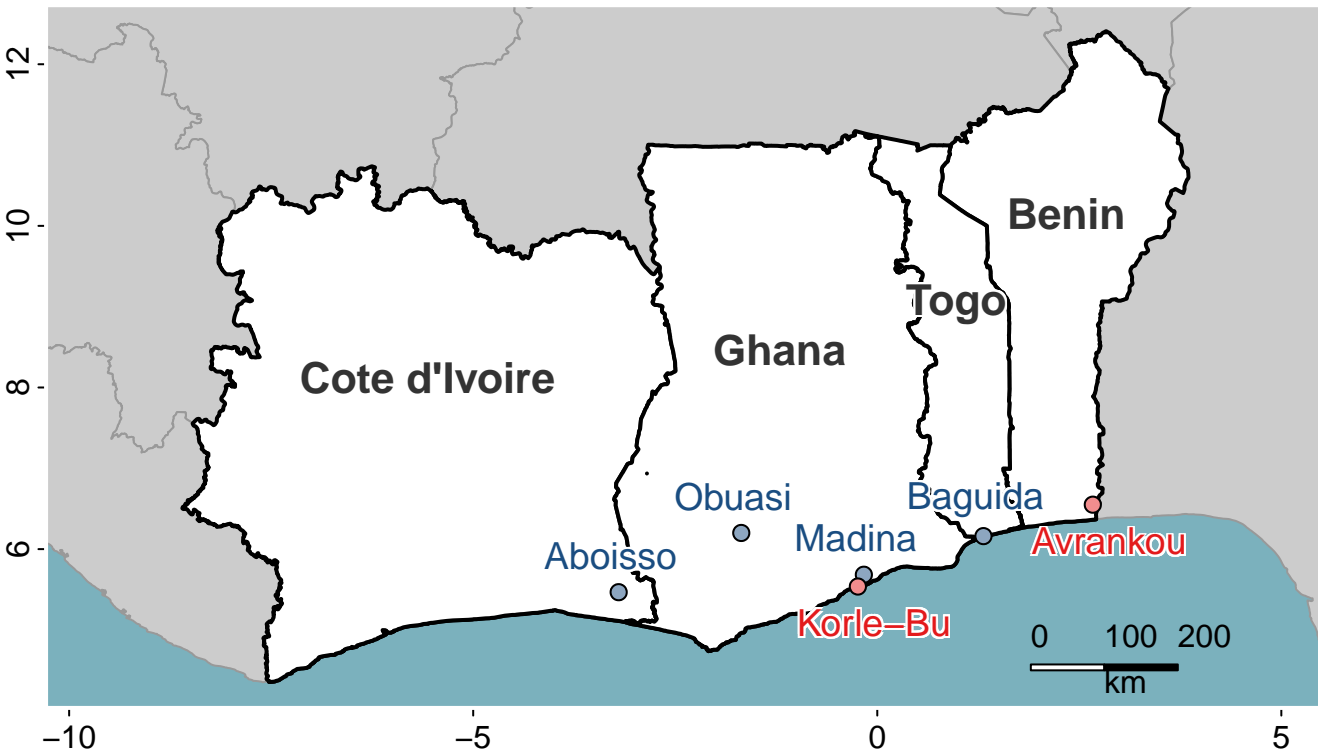 12
10
8
6
Benin
Togo
Ghana
Cote d'Ivoire
Obuasi
Baguida
Madina
Aboisso
Avrankou
Korle–Bu
0 100 200
km
–10 –5 0 5